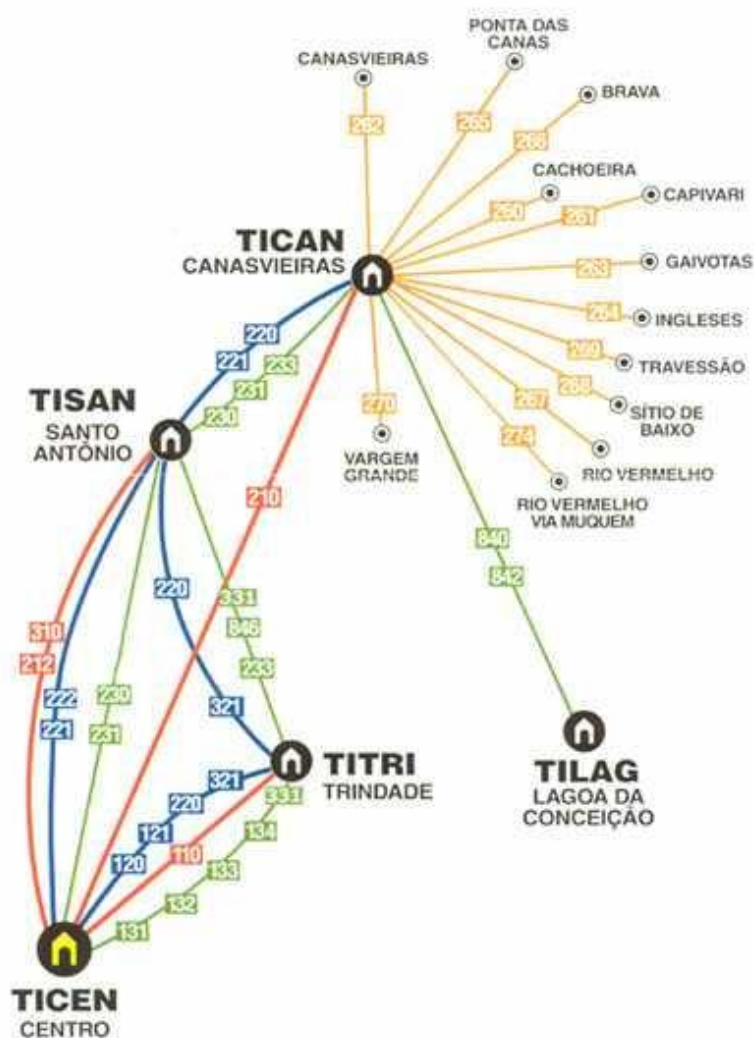 PONTA DAS
CANAS
CANASVIEIRAS
BRAVA
262
265
266
CACHOEIRA
CAPIVARI
260
261
TICAN
CANASVIEIRAS
GAIVOTAS
263
264
INGLESES
220
221
233
231
230
269
TRAVESSÃO
268
SÍTIO DE
BAIXO
267
270
274
TISAN
SANTO
ANTÔNIO
VARGEM
GRANDE
RIO VERMELHO
RIO VERMELHO
VIA MUQUEM
210
840
842
220
331
846
233
310
212
222
221
230
231
321
TITRI
TRINDADE
TILAG
LAGOA DA
CONCEIÇÃO
321
220
121
120
110
331
134
133
132
131
TICEN
CENTRO